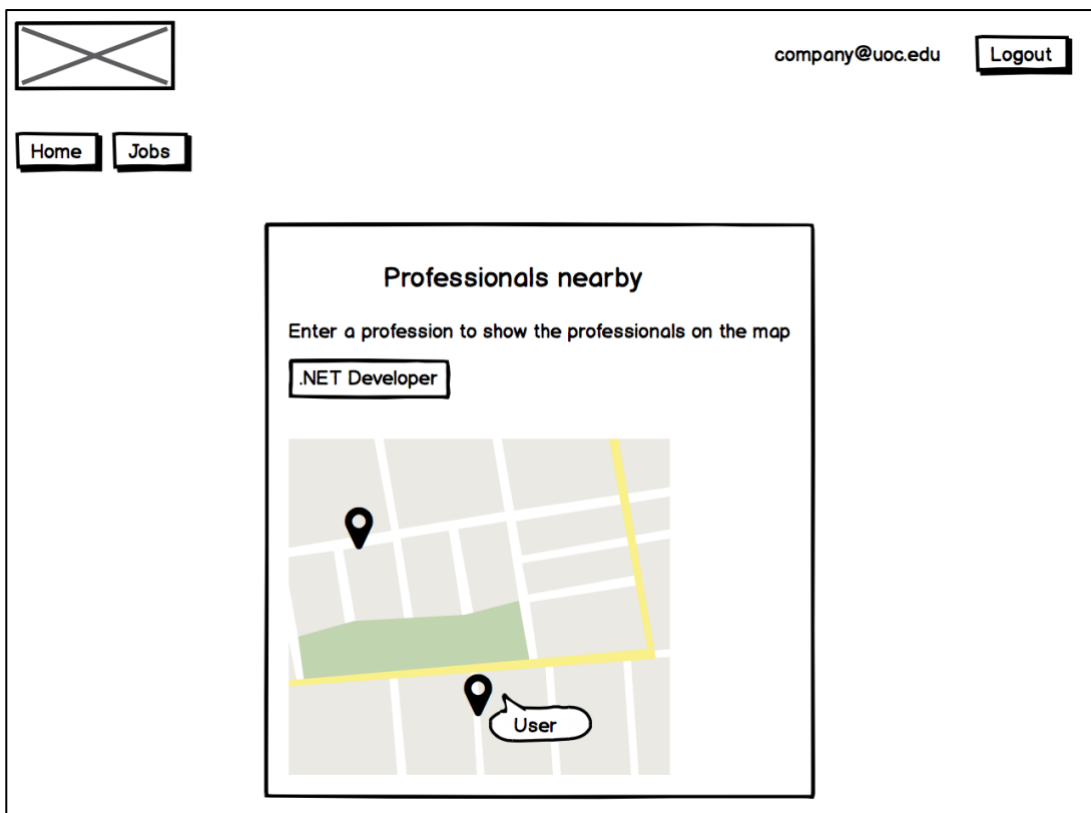 company@uoc.edu
Logout
Home
Jobs
Professionals nearby
Enter a profession to show the professionals on the map
.NET Developer
User